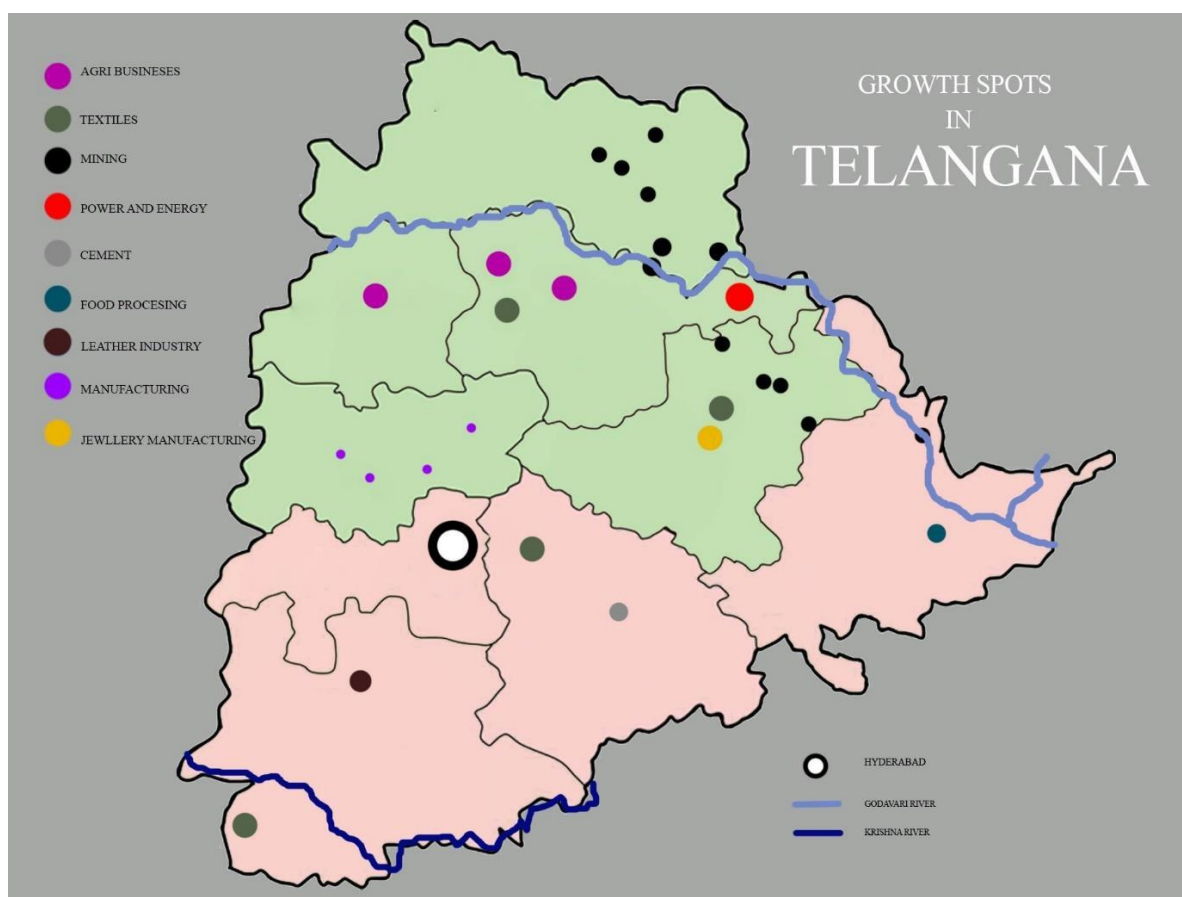 AGRI BUSINESES
TEXTILES
MINING
POWER AND ENERGY
CEMENT
FOOD PROCESING
LEATHER INDUSTRY
MANUFACTURING
JEWLLERY MANUFACTURING
GROWTH SPOTS
IN
TELANGANA
HYDERABAD
GODAVARI RIVER
KRISHNA RIVER